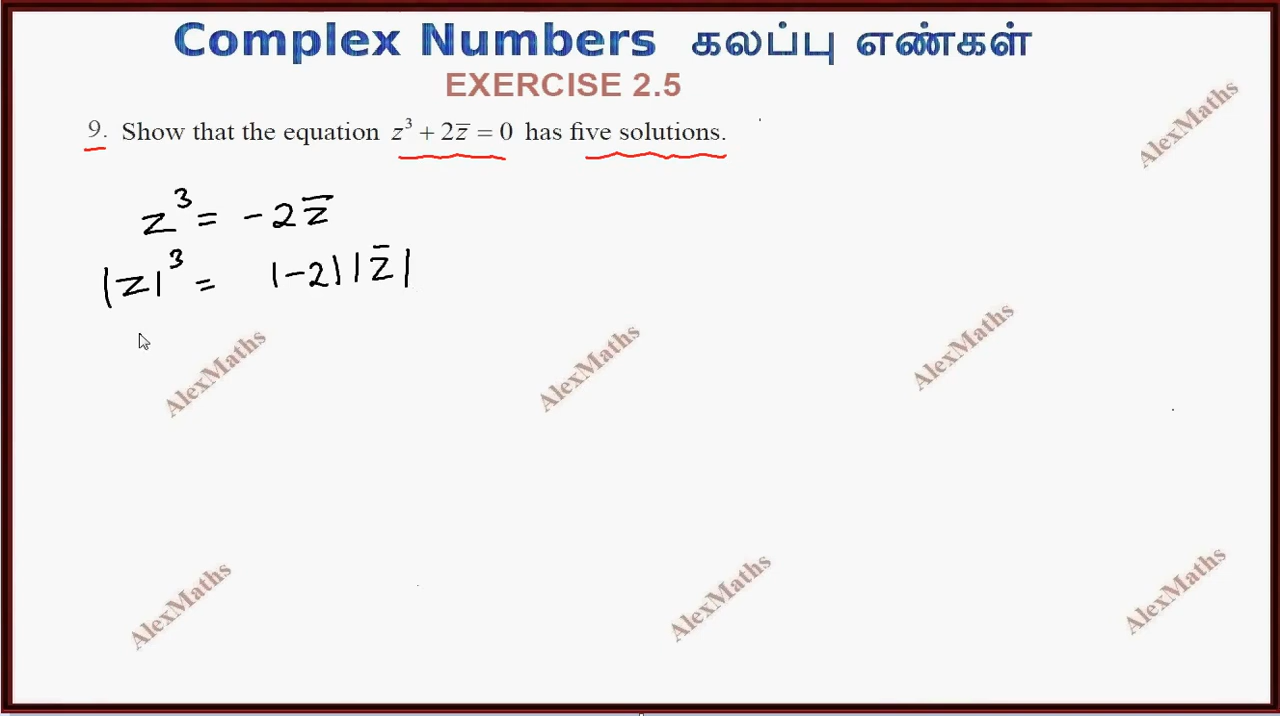 Complex Numbers கலப்பு எண்கள்
EXERCISE 2.5
9. Show that the equation z³ + 2z̅ = 0 has five solutions.
z³ = -2z̅
|z|³ = |-2||z̅|
AlexMaths
AlexMaths
AlexMaths
AlexMaths
AlexMaths
AlexMaths
AlexMaths